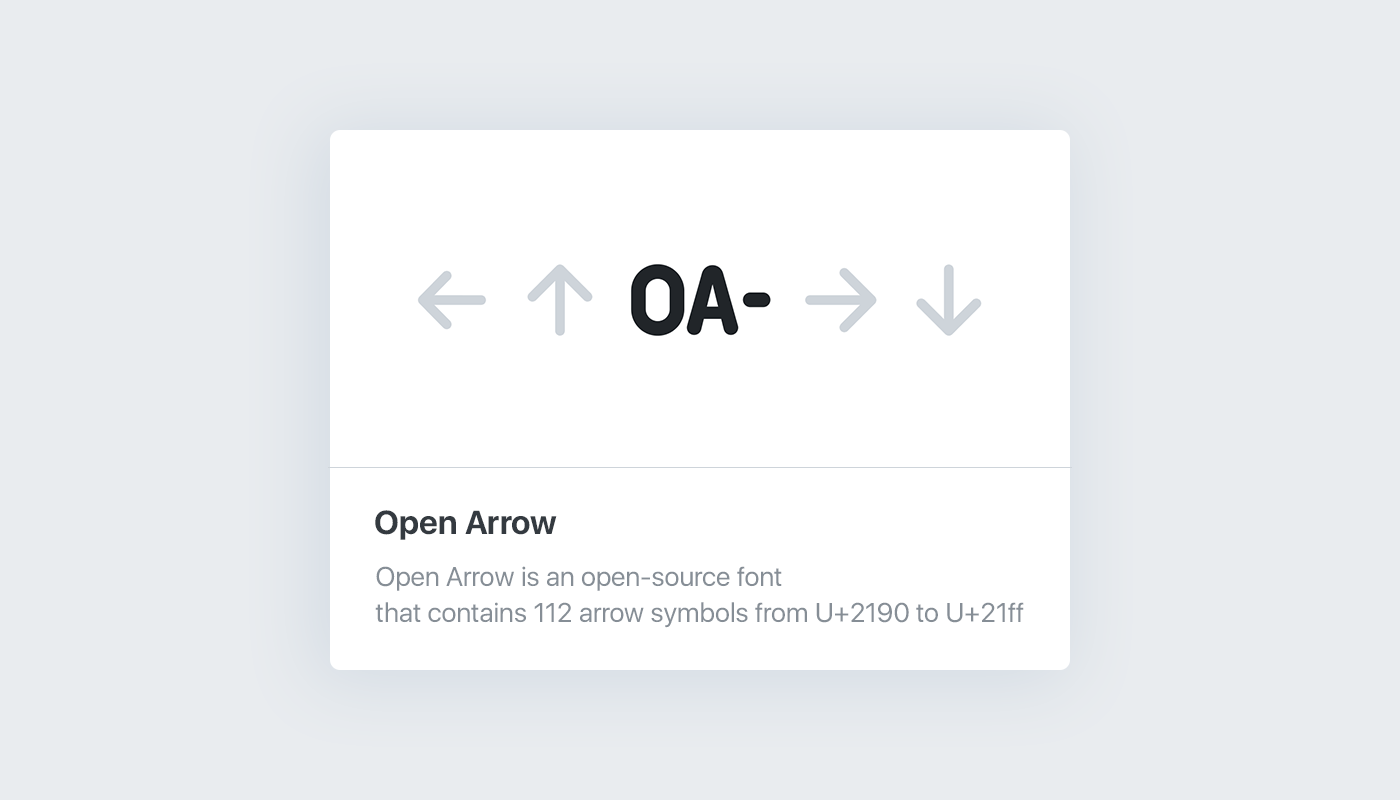 ← ↑ OA- → ↓
Open Arrow
Open Arrow is an open-source font
that contains 112 arrow symbols from U+2190 to U+21ff